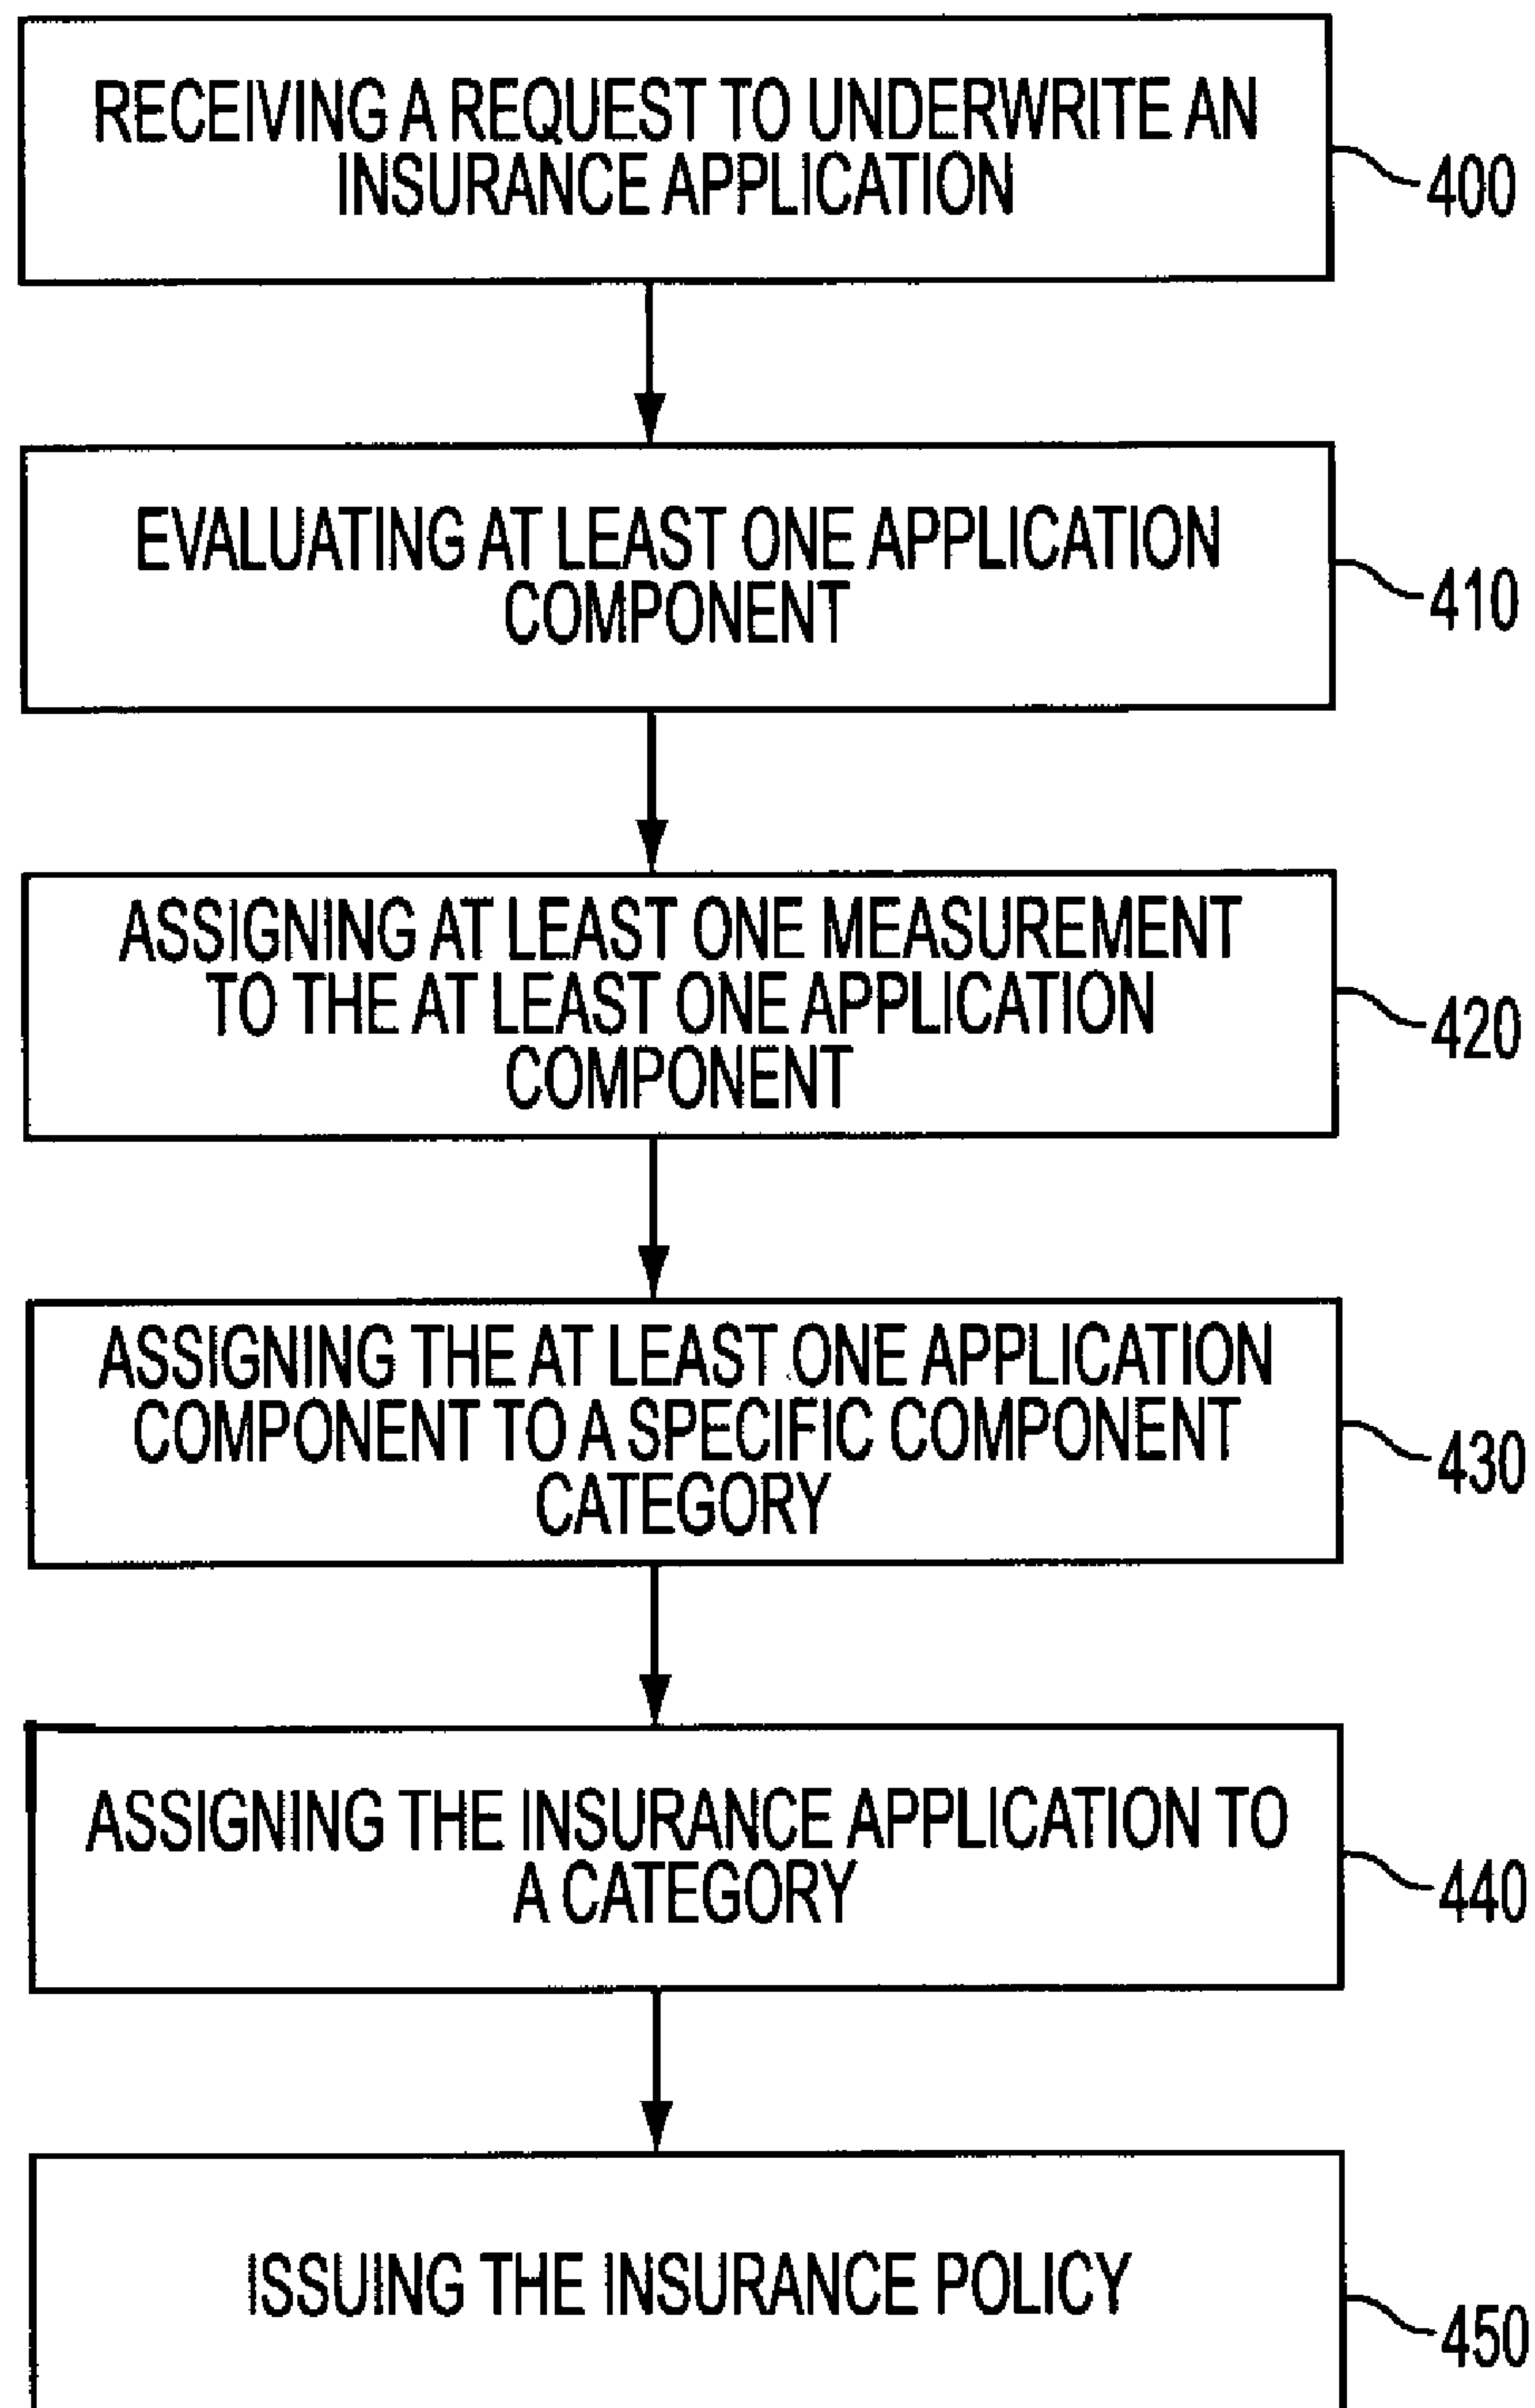 RECEIVING A REQUEST TO UNDERWRITE AN
INSURANCE APPLICATION
400
EVALUATING AT LEAST ONE APPLICATION
COMPONENT
410
ASSIGNING AT LEAST ONE MEASUREMENT
TO THE AT LEAST ONE APPLICATION
COMPONENT
420
ASSIGNING THE AT LEAST ONE APPLICATION
COMPONENT TO A SPECIFIC COMPONENT
CATEGORY
430
ASSIGNING THE INSURANCE APPLICATION TO
A CATEGORY
440
ISSUING THE INSURANCE POLICY
450